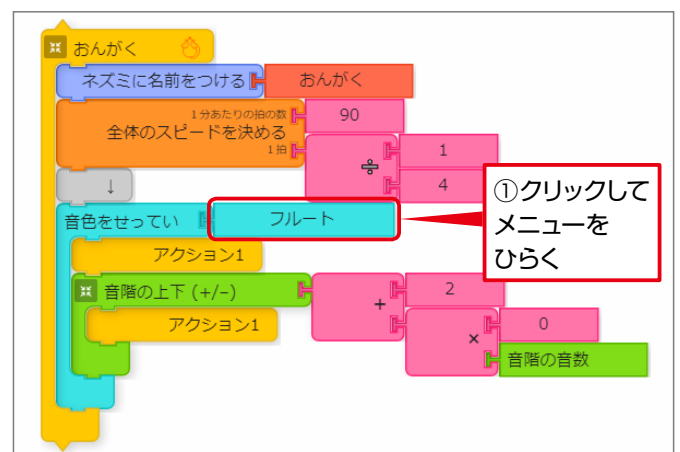 おんがく
ネズミに名前をつける おんがく
1分あたりの拍の数 90
全体のスピードを決める
1拍 ÷ 1
4
↓
音色をせってい フルート
①クリックして
メニューを
ひらく
アクション1
音階の上下 (+/–) + 2
アクション1
× 0
音階の音数